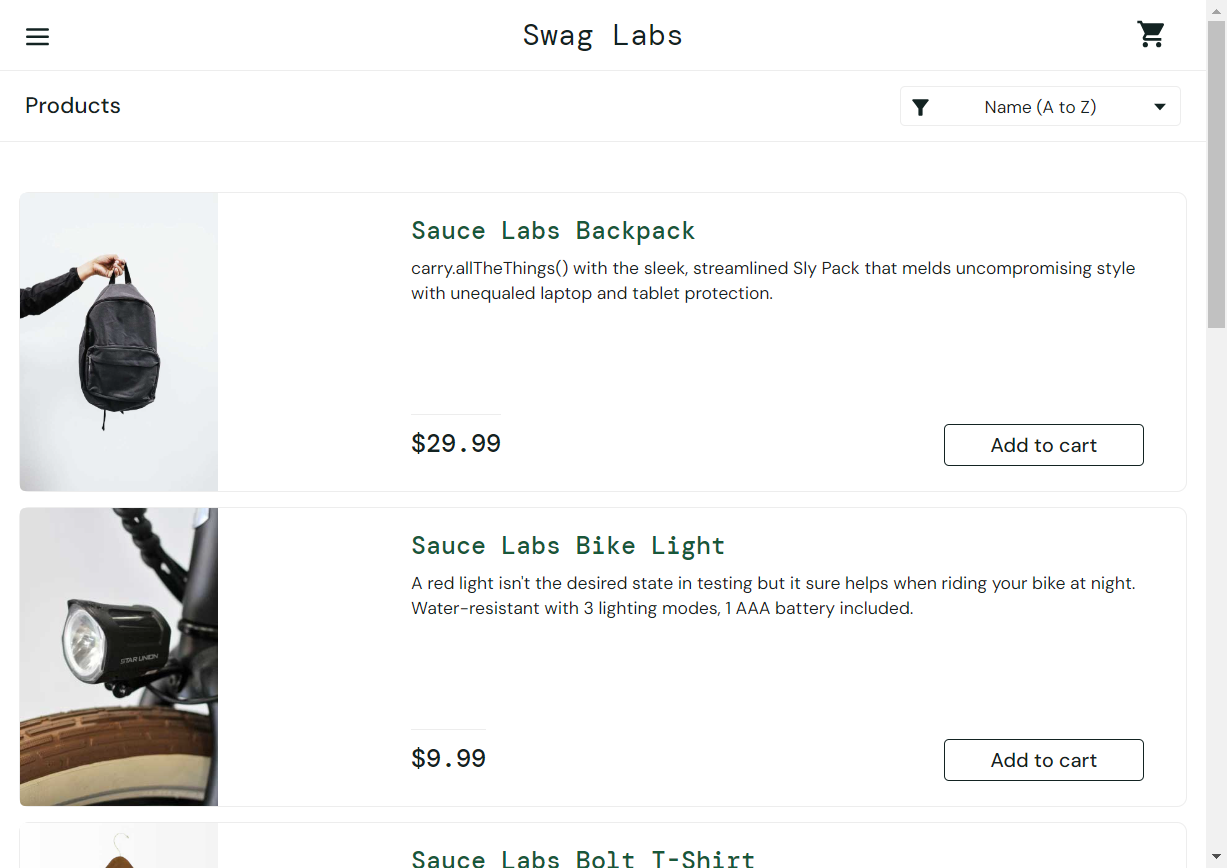 Swag Labs
Products
Name (A to Z)
Sauce Labs Backpack
carry.allTheThings() with the sleek, streamlined Sly Pack that melds uncompromising style
with unequaled laptop and tablet protection.
$29.99
Add to cart
Sauce Labs Bike Light
A red light isn't the desired state in testing but it sure helps when riding your bike at night.
Water-resistant with 3 lighting modes, 1 AAA battery included.
STAR UNION
$9.99
Add to cart
Sauce Labs Bolt T-Shirt